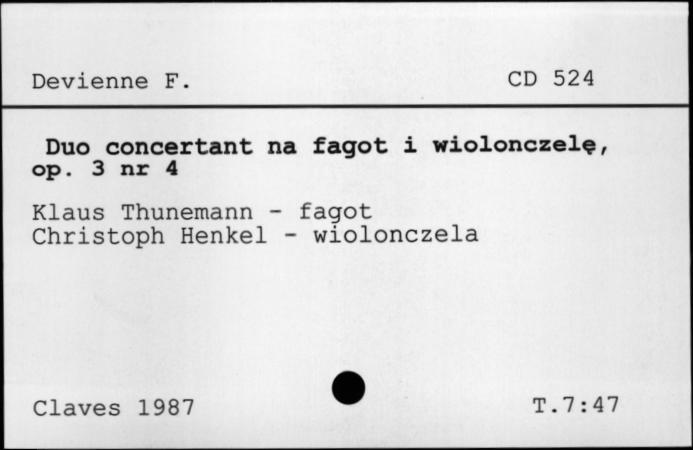 Devienne F. CD 524
Duo concertant na fagot i wiolonczelę,
op. 3 nr 4
Klaus Thunemann - fagot
Christoph Henkel - wiolonczela
Claves 1987 T.7:47